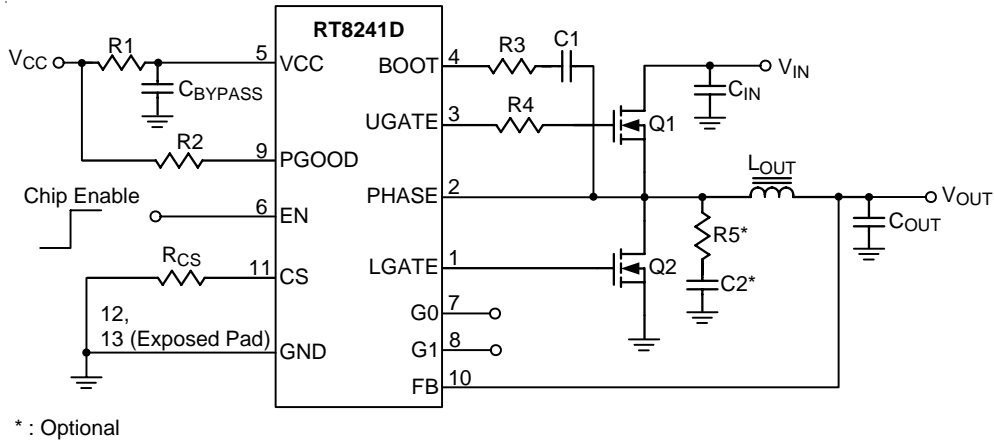 RT8241D
VCC
R1
5
VCC
CBYPASS
R2
9
PGOOD
Chip Enable
6
EN
RCS
11
CS
12,
13 (Exposed Pad)
GND
BOOT
4
R3
C1
UGATE
3
R4
Q1
VIN
CIN
PHASE
2
LOUT
VOUT
COUT
R5*
C2*
LGATE
1
Q2
G0
7
G1
8
FB
10
* : Optional